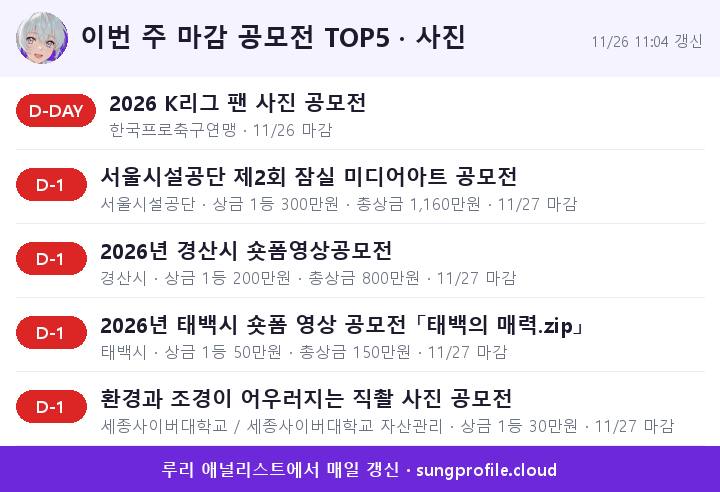 이번 주 마감 공모전 TOP5 · 사진
11/26 11:04 갱신
D-DAY
2026 K리그 팬 사진 공모전
한국프로축구연맹 · 11/26 마감
D-1
서울시설공단 제2회 잠실 미디어아트 공모전
서울시설공단 · 상금 1등 300만원 · 총상금 1,160만원 · 11/27 마감
D-1
2026년 경산시 숏폼영상공모전
경산시 · 상금 1등 200만원 · 총상금 800만원 · 11/27 마감
D-1
2026년 태백시 숏폼 영상 공모전 「태백의 매력.zip」
태백시 · 상금 1등 50만원 · 총상금 150만원 · 11/27 마감
D-1
환경과 조경이 어우러지는 직촬 사진 공모전
세종사이버대학교 / 세종사이버대학교 자산관리 · 상금 1등 30만원 · 11/27 마감
루리 애널리스트에서 매일 갱신 · sungprofile.cloud